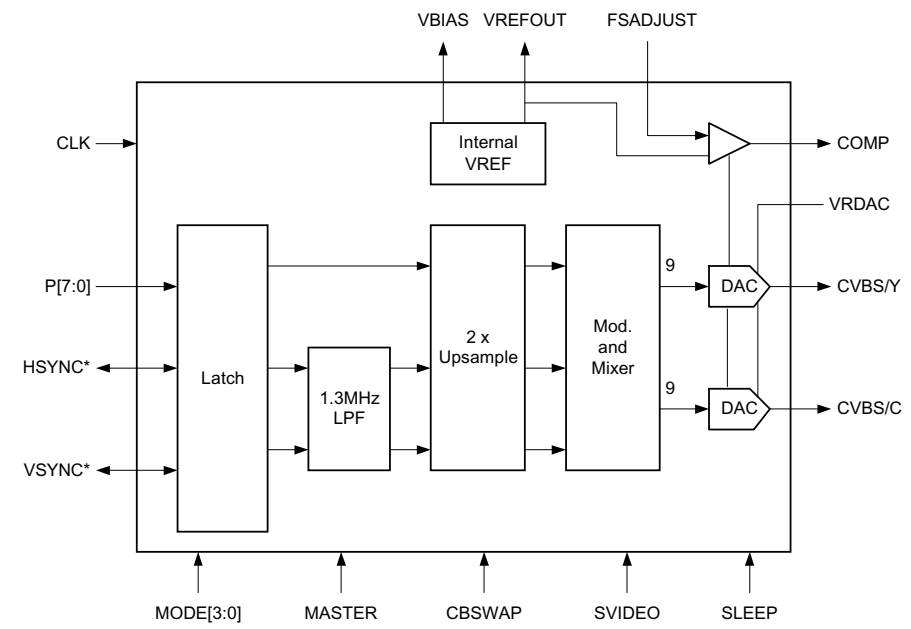 VBIAS VREFOUT FSADJUST
CLK
Internal
VREF
COMP
VRDAC
P[7:0]
9
DAC
CVBS/Y
HSYNC*
Latch
1.3MHz
LPF
2 x
Upsample
Mod.
and
Mixer
9
DAC
CVBS/C
VSYNC*
MODE[3:0] MASTER CBSWAP SVIDEO SLEEP